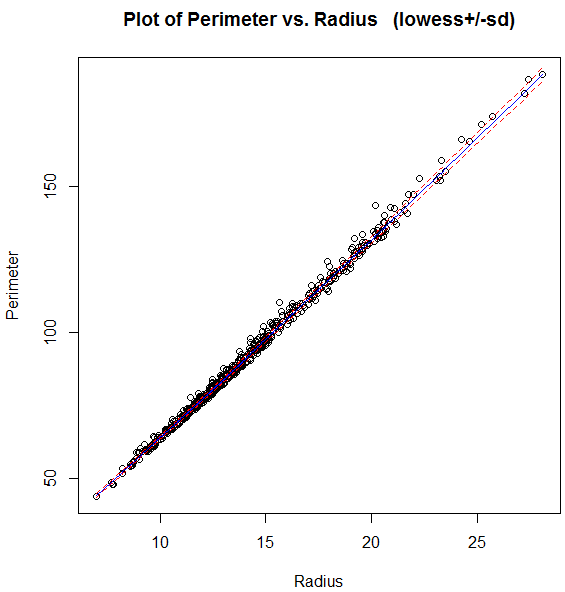 Plot of Perimeter vs. Radius (lowess+/-sd)
150
100
50
Perimeter
10 15 20 25
Radius